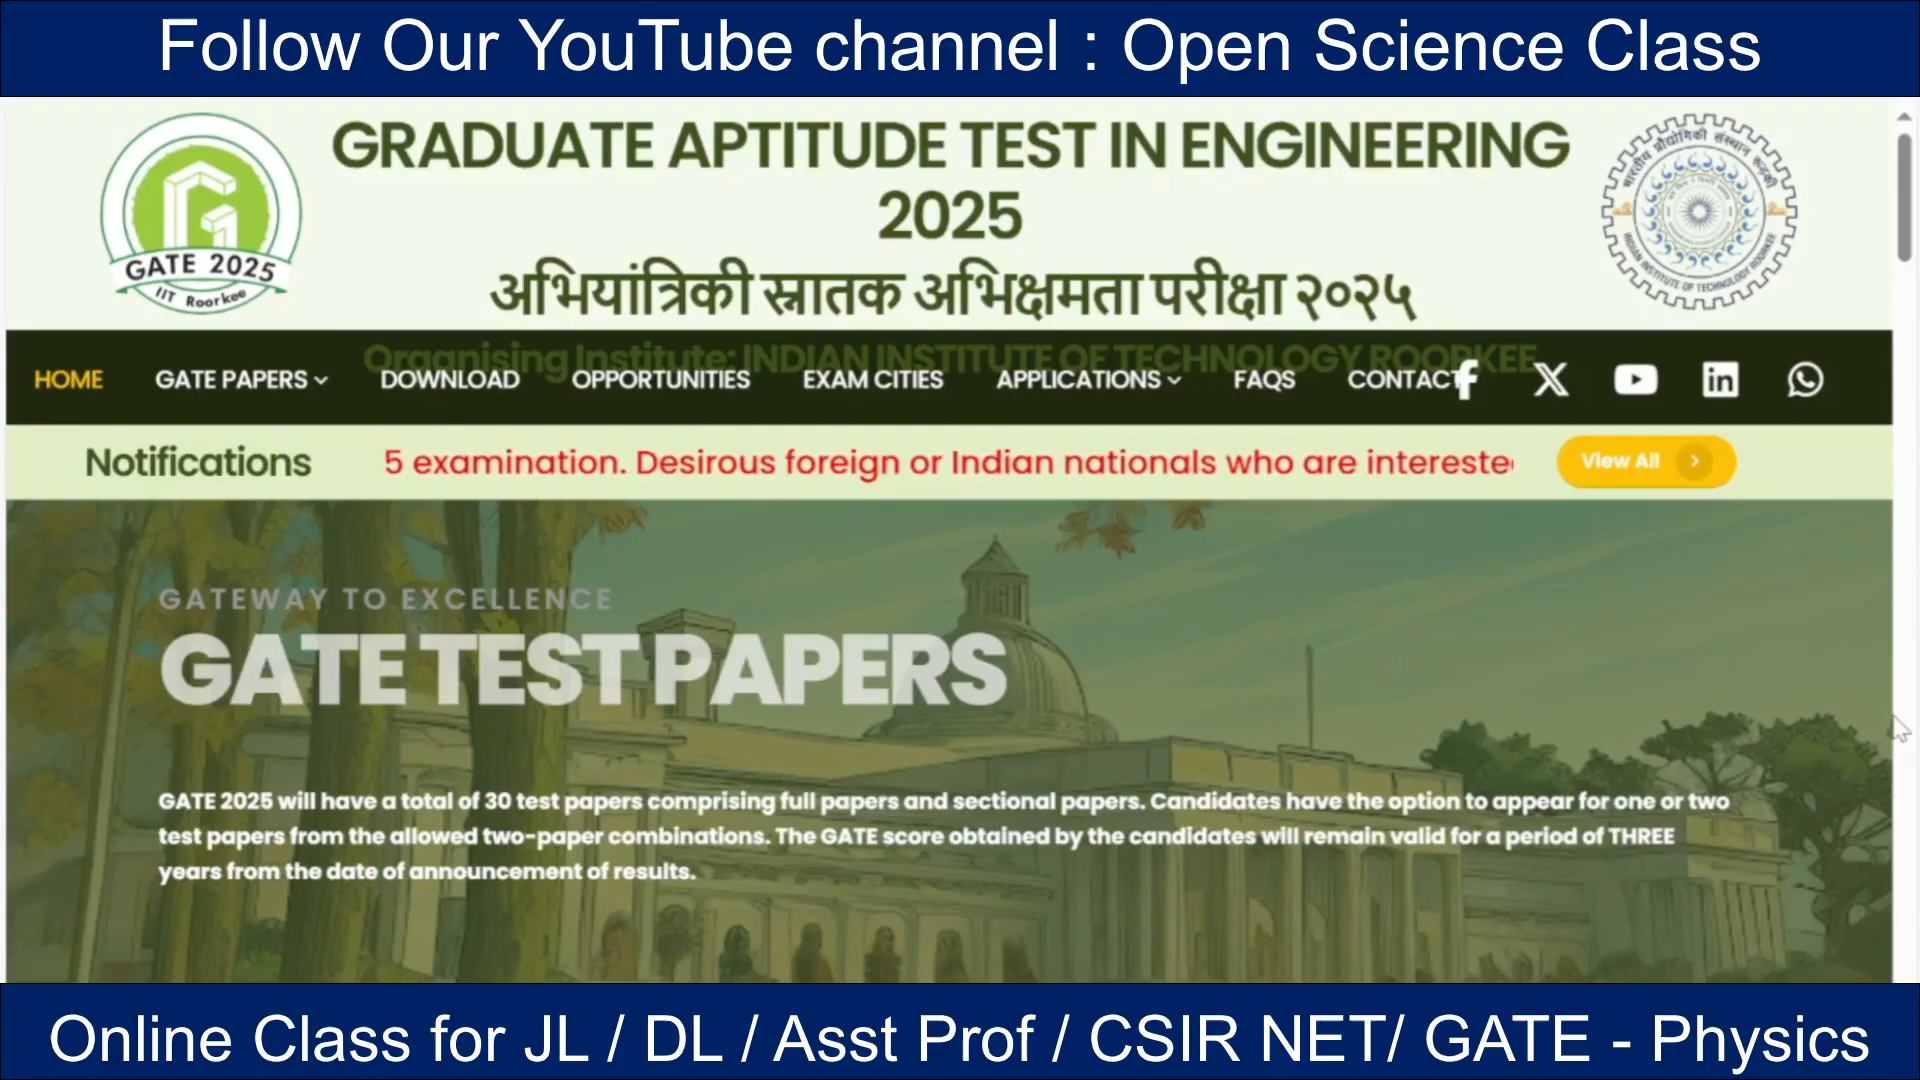 Follow Our YouTube channel : Open Science Class
GRADUATE APTITUDE TEST IN ENGINEERING
2025
अभियांत्रिकी स्नातक अभिक्षमता परीक्षा २०२५
GATE 2025
IIT Roorkee
भारतीय प्रौद्योगिकी संस्थान रुड़की
INDIAN INSTITUTE OF TECHNOLOGY ROORKEE
Organising Institute: INDIAN INSTITUTE OF TECHNOLOGY ROORKEE
HOME GATE PAPERS DOWNLOAD OPPORTUNITIES EXAM CITIES APPLICATIONS FAQS CONTACT
Notifications 5 examination. Desirous foreign or Indian nationals who are intereste View All
GATEWAY TO EXCELLENCE
GATE TEST PAPERS
GATE 2025 will have a total of 30 test papers comprising full papers and sectional papers. Candidates have the option to appear for one or two
test papers from the allowed two-paper combinations. The GATE score obtained by the candidates will remain valid for a period of THREE
years from the date of announcement of results.
Online Class for JL / DL / Asst Prof / CSIR NET/ GATE - Physics